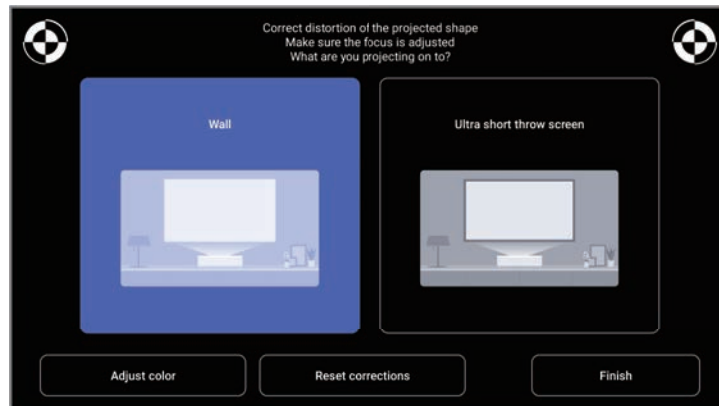 Correct distortion of the projected shape
Make sure the focus is adjusted
What are you projecting on to?
Wall
Ultra short throw screen
Adjust color
Reset corrections
Finish